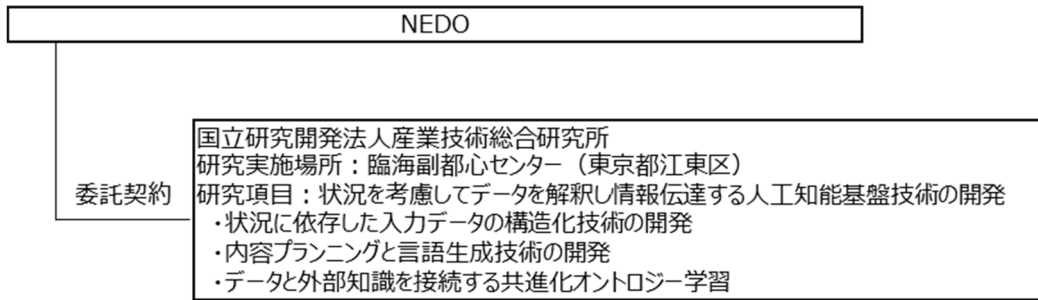 NEDO
国立研究開発法人産業技術総合研究所
研究実施場所：臨海副都心センター（東京都江東区）
委託契約
研究項目：状況を考慮してデータを解釈し情報伝達する人工知能基盤技術の開発
・状況に依存した入力データの構造化技術の開発
・内容プランニングと言語生成技術の開発
・データと外部知識を接続する共進化オントロジー学習